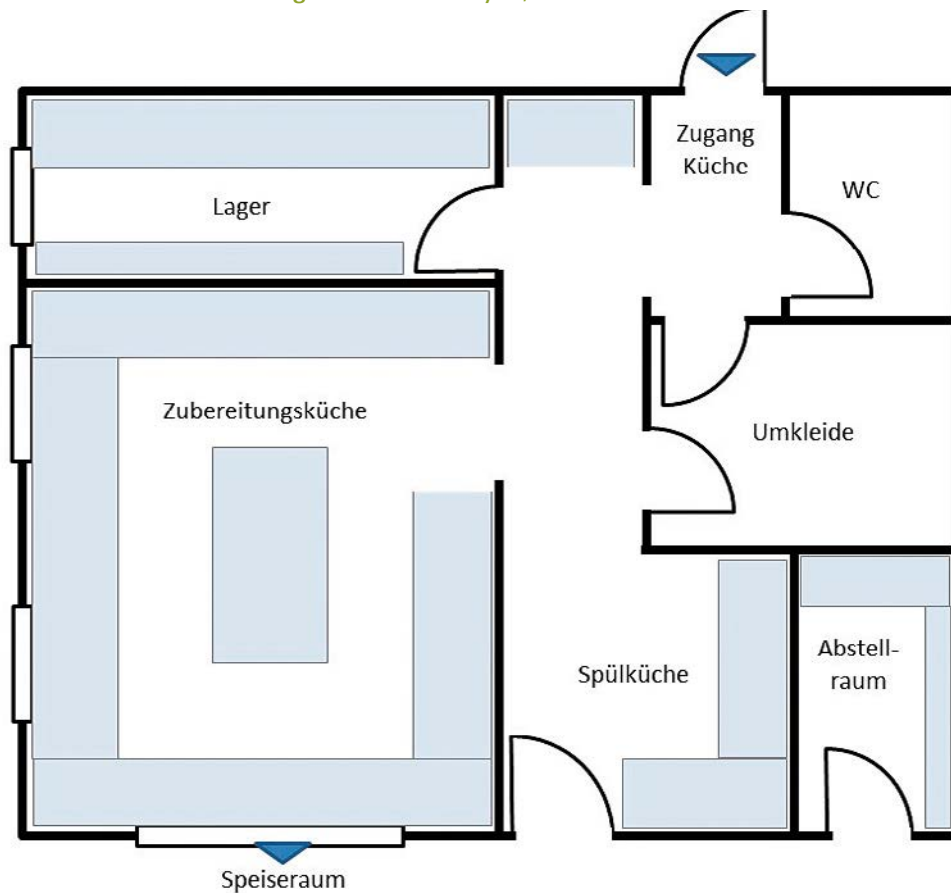 Zugang
Küche
WC
Lager
Zubereitungsküche
Umkleide
Spülküche
Abstell-
raum
Speiseraum